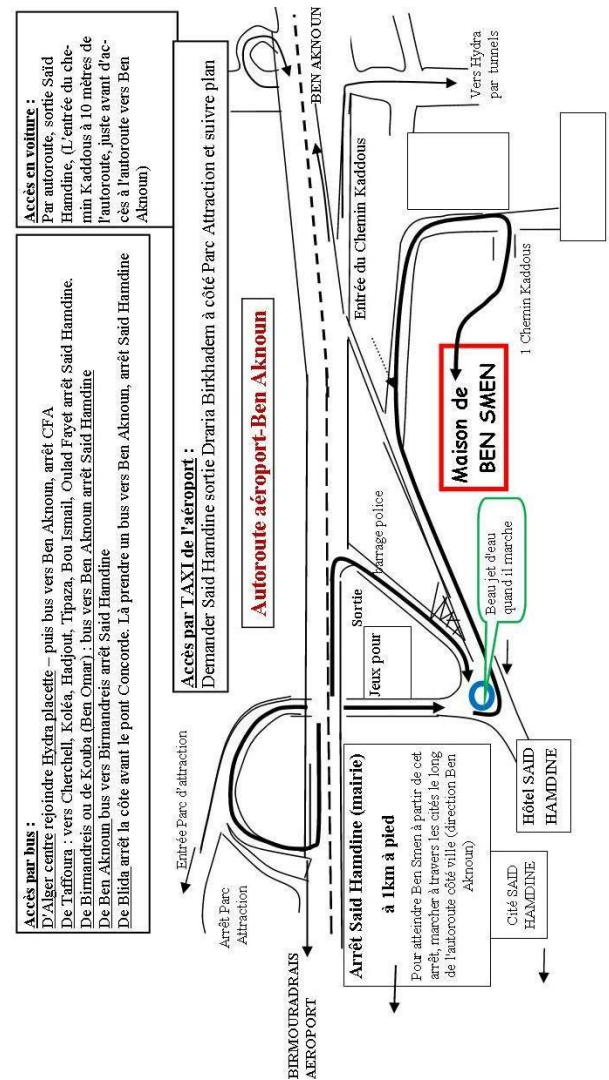 Accès par bus :
D'Alger centre rejoindre Hydra placette – puis bus vers Ben Aknoun, arrêt CFA
De Taffoura : vers Cherchell, Koléa, Hadjout, Tipaza, Bou Ismail, Oulad Fayet arrêt Said Hamdine.
De Birmandreis ou de Kouba (Ben Omar) : bus vers Ben Aknoun arrêt Said Hamdine
De Ben Aknoun bus vers Birmandreis arrêt Said Hamdine
De Blida arrêt la côte avant le pont Concorde. Là prendre un bus vers Ben Aknoun, arrêt Said Hamdine
Accès en voiture :
Par autoroute, sortie Saïd
Hamdine, (L'entrée du che-
min Kaddous à 10 mètres de
l'autoroute, juste avant d'ac-
cès à l'autoroute vers Ben
Aknoun)
Accès par TAXI de l'aéroport :
Demander Said Hamdine sortie Draria Birkhadem à côté Parc Attraction et suivre plan
Entrée Parc d'attraction
Arrêt Parc
Attraction
Autoroute aéroport-Ben Aknoun
BEN AKNOUN
BIRMOURADRAIS
AEROPORT
Vers Hydra
par tunnels
Entrée du Chemin Kaddous
Sortie
barrage police
Jeux pour
1 Chemin Kaddous
Maison de
BEN SMEN
Beau jet d'eau
quand il marche
Arrêt Said Hamdine (mairie)
à 1km à pied
Pour atteindre Ben Smen à partir de cet
arrêt, marcher à travers les cités le long
de l'autoroute côté ville (direction Ben
Aknoun)
Hôtel SAID
HAMDINE
Cité SAID
HAMDINE